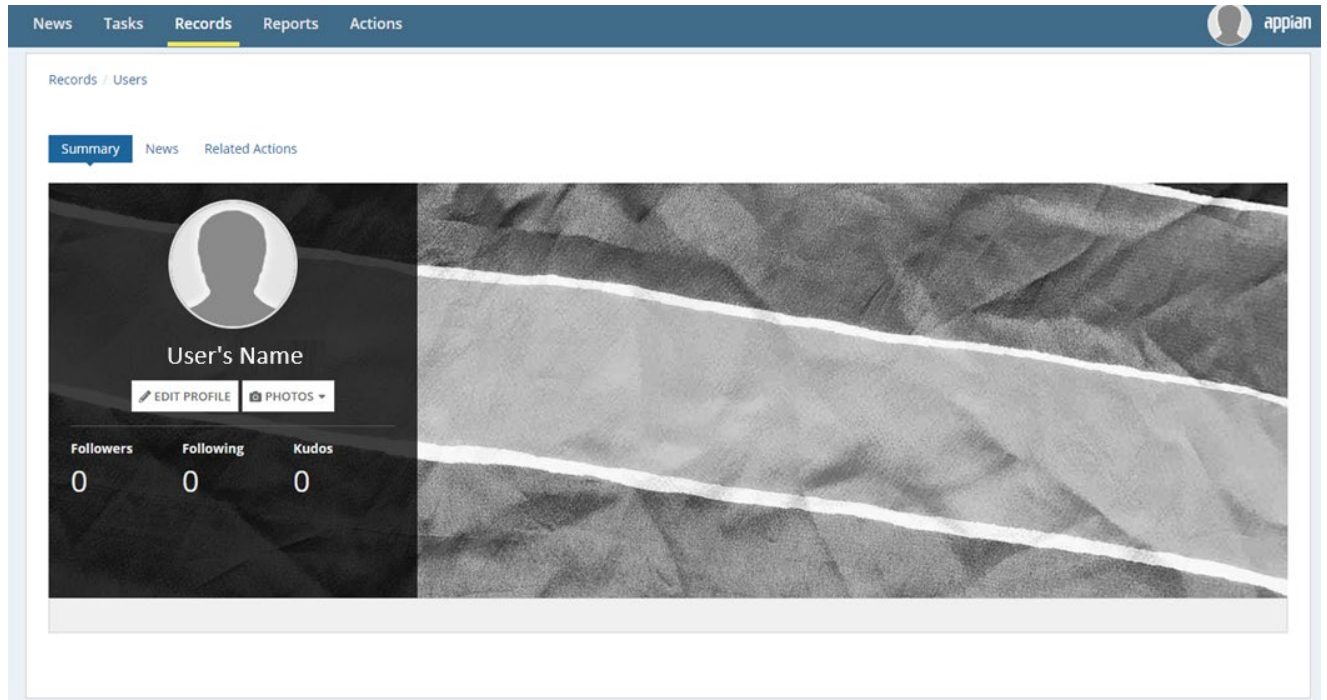 News Tasks Records Reports Actions appian
Records / Users
Summary News Related Actions
User's Name
EDIT PROFILE PHOTOS
Followers Following Kudos
0 0 0